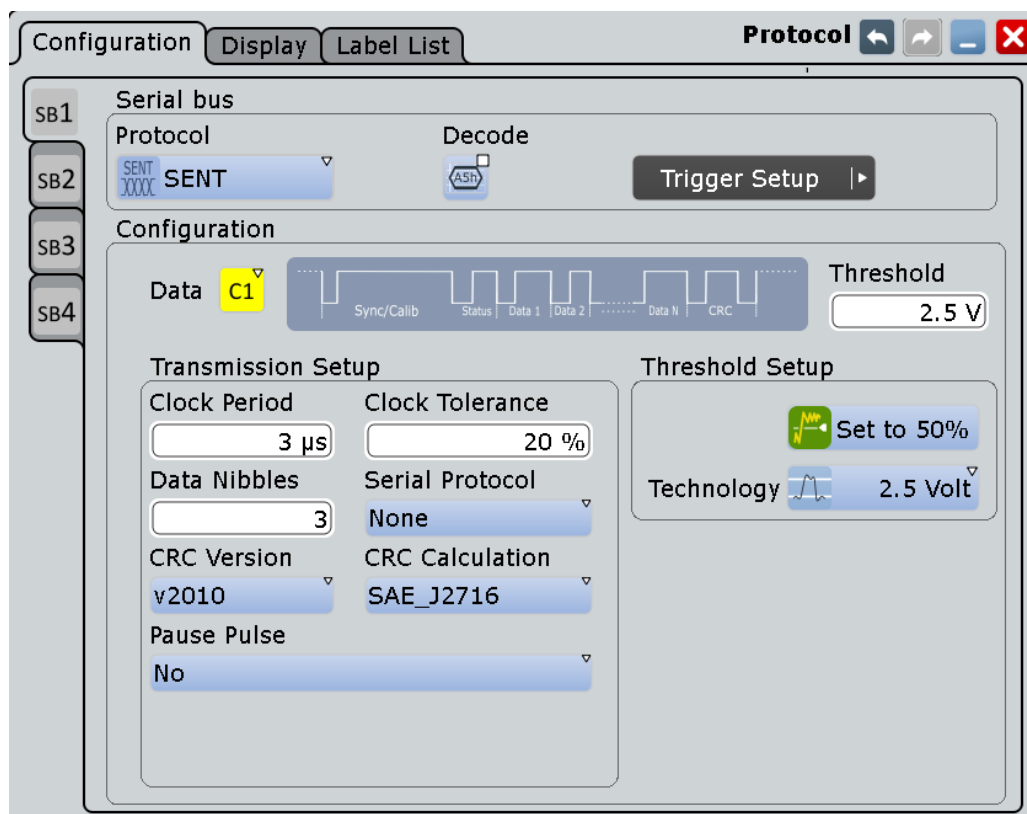 Configuration Display Label List Protocol
SB1
SB2
SB3
SB4
Serial bus
Protocol Decode
SENT XXXX SENT A5h Trigger Setup
Configuration
Data C1
Sync/Calib Status Data 1 Data 2 ........ Data N CRC
Threshold
2.5 V
Transmission Setup
Clock Period Clock Tolerance
3 µs 20 %
Data Nibbles Serial Protocol
3 None
CRC Version CRC Calculation
v2010 SAE_J2716
Pause Pulse
No
Threshold Setup
Set to 50%
Technology 2.5 Volt